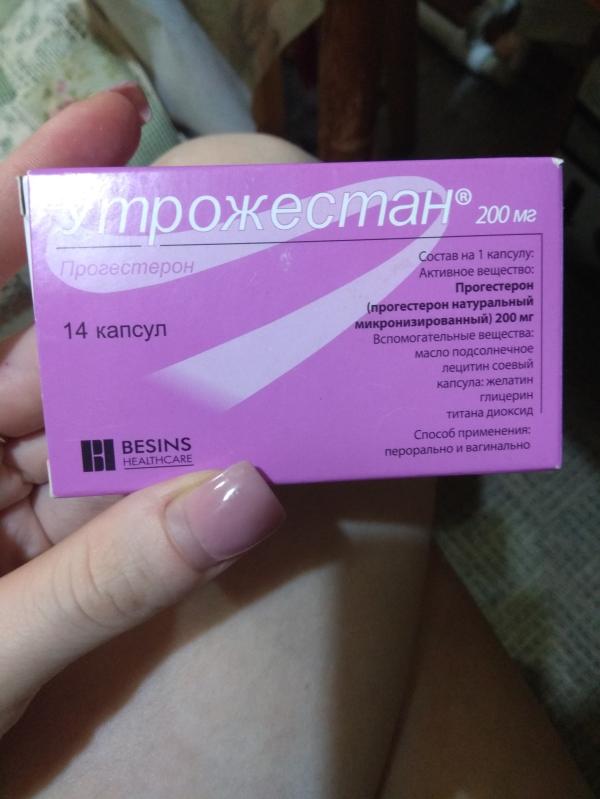 Утрожестан® 200 мг
Прогестерон
14 капсул
Состав на 1 капсулу:
Активное вещество:
Прогестерон
(прогестерон натуральный
микронизированный) 200 мг
Вспомогательные вещества:
масло подсолнечное
лецитин соевый
капсула: желатин
глицерин
титана диоксид
Способ применения:
перорально и вагинально
BESINS
HEALTHCARE